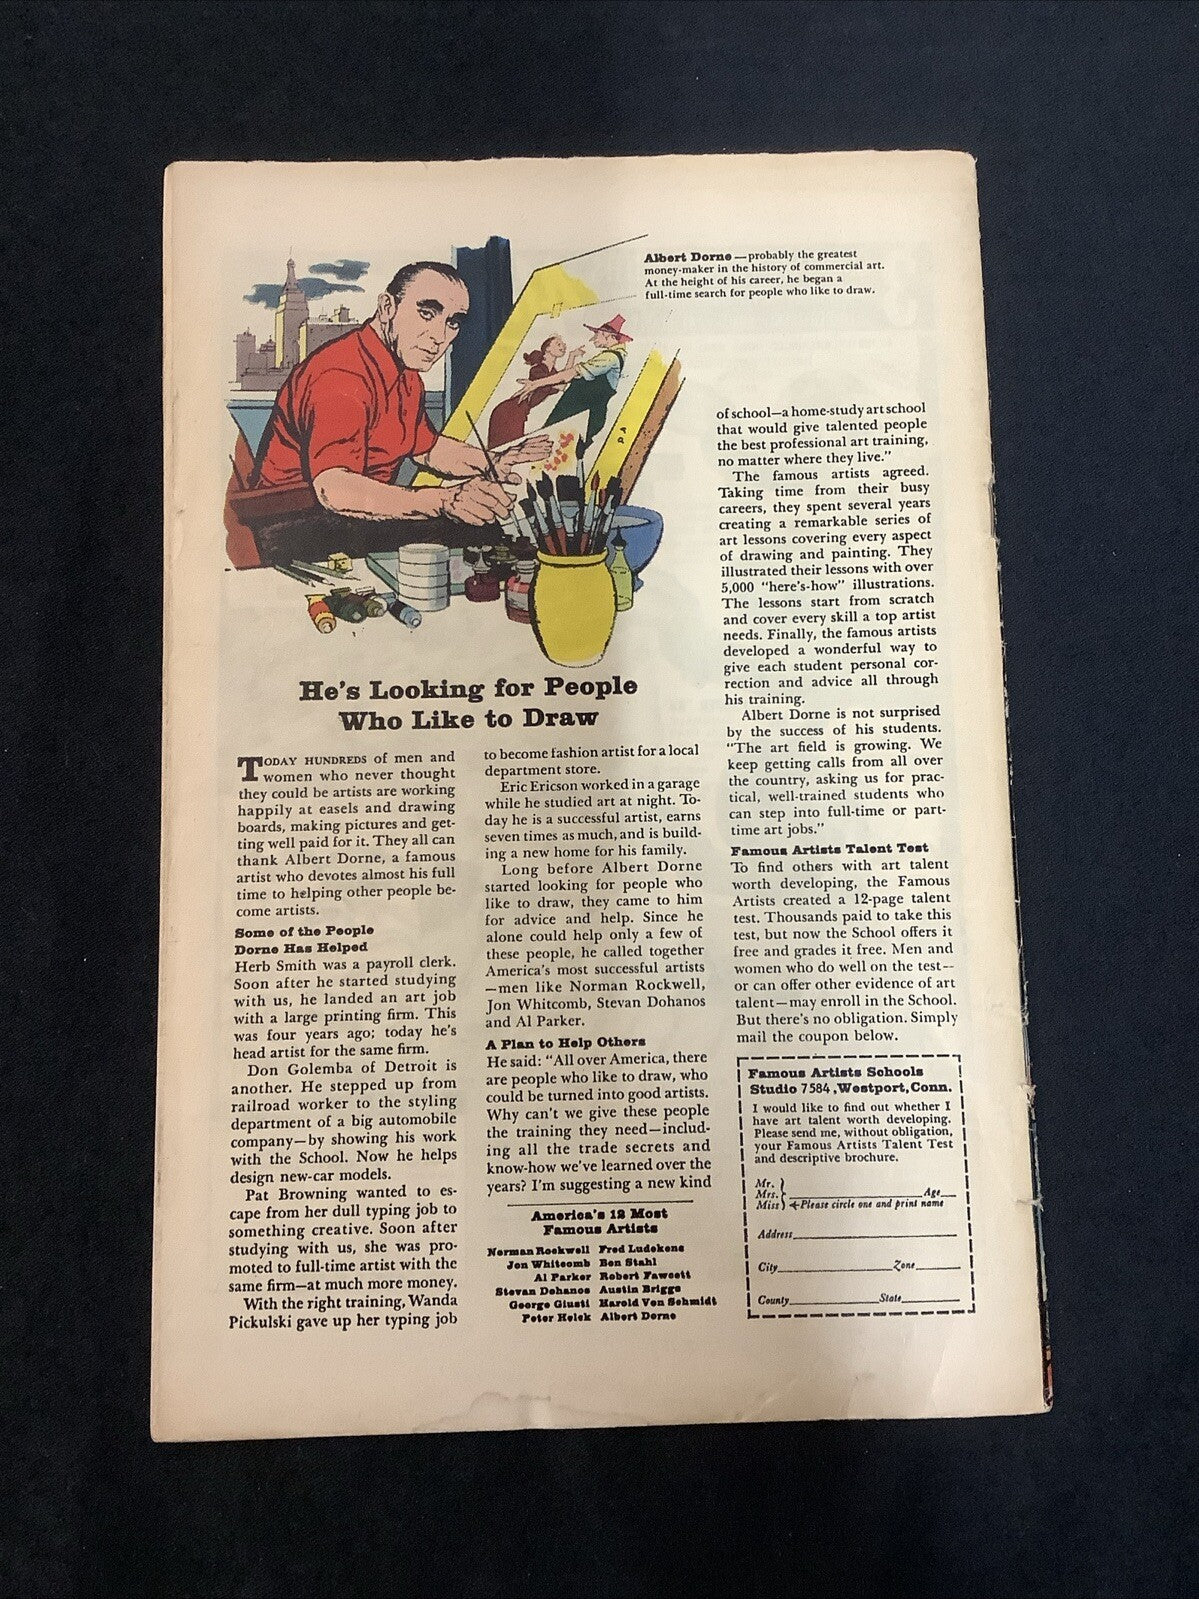 Albert Dorne — probably the greatest
money-maker in the history of commercial art.
At the height of his career, he began a
full-time search for people who like to draw.
He's Looking for People
Who Like to Draw
TODAY HUNDREDS of men and
women who never thought
they could be artists are working
happily at easels and drawing
boards, making pictures and get-
ting well paid for it. They all can
thank Albert Dorne, a famous
artist who devotes almost his full
time to helping other people be-
come artists.
Some of the People
Dorne Has Helped
Herb Smith was a payroll clerk.
Soon after he started studying
with us, he landed an art job
with a large printing firm. This
was four years ago; today he's
head artist for the same firm.
Don Golemba of Detroit is
another. He stepped up from
railroad worker to the styling
department of a big automobile
company—by showing his work
with the School. Now he helps
design new-car models.
Pat Browning wanted to es-
cape from her dull typing job to
something creative. Soon after
studying with us, she was pro-
moted to full-time artist with the
same firm—at much more money.
With the right training, Wanda
Pickulski gave up her typing job
to become fashion artist for a local
department store.
Eric Ericson worked in a garage
while he studied art at night. To-
day he is a successful artist, earns
seven times as much, and is build-
ing a new home for his family.
Long before Albert Dorne
started looking for people who
like to draw, they came to him
for advice and help. Since he
alone could help only a few of
these people, he called together
America's most successful artists
—men like Norman Rockwell,
Jon Whitcomb, Stevan Dohanos
and Al Parker.
A Plan to Help Others
He said: "All over America, there
are people who like to draw, who
could be turned into good artists.
Why can't we give these people
the training they need—includ-
ing all the trade secrets and
know-how we've learned over the
years? I'm suggesting a new kind
America's 12 Most
Famous Artists
Norman Rockwell Fred Ludekens
Jon Whitcomb Ben Stahl
Al Parker Robert Fawcett
Stevan Dohanos Austin Briggs
George Giusti Harold Von Schmidt
Peter Helck Albert Dorne
of school—a home-study art school
that would give talented people
the best professional art training,
no matter where they live."
The famous artists agreed.
Taking time from their busy
careers, they spent several years
creating a remarkable series of
art lessons covering every aspect
of drawing and painting. They
illustrated their lessons with over
5,000 "here's-how" illustrations.
The lessons start from scratch
and cover every skill a top artist
needs. Finally, the famous artists
developed a wonderful way to
give each student personal cor-
rection and advice all through
his training.
Albert Dorne is not surprised
by the success of his students.
"The art field is growing. We
keep getting calls from all over
the country, asking us for prac-
tical, well-trained students who
can step into full-time or part-
time art jobs."
Famous Artists Talent Test
To find others with art talent
worth developing, the Famous
Artists created a 12-page talent
test. Thousands paid to take this
test, but now the School offers it
free and grades it free. Men and
women who do well on the test—
or can offer other evidence of art
talent—may enroll in the School.
But there's no obligation. Simply
mail the coupon below.
Famous Artists Schools
Studio 7584, Westport, Conn.
I would like to find out whether I
have art talent worth developing.
Please send me, without obligation,
your Famous Artists Talent Test
and descriptive brochure.
Mr.
Mrs. Age
Miss Please circle one and print name
Address
City Zone
County State